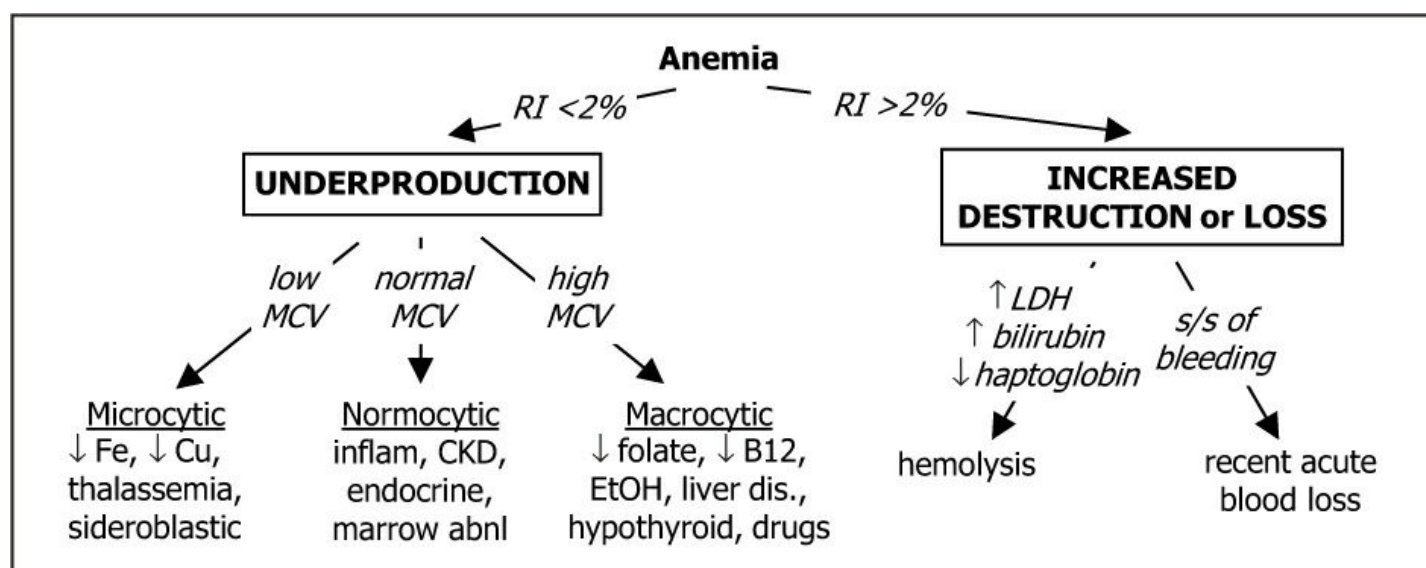 Anemia
RI <2%
RI >2%
UNDERPRODUCTION
INCREASED
DESTRUCTION or LOSS
low
MCV
normal
MCV
high
MCV
↑ LDH
↑ bilirubin
↓ haptoglobin
s/s of
bleeding
Microcytic
↓ Fe, ↓ Cu,
thalassemia,
sideroblastic
Normocytic
inflam, CKD,
endocrine,
marrow abnl
Macrocytic
↓ folate, ↓ B12,
EtOH, liver dis.,
hypothyroid, drugs
hemolysis
recent acute
blood loss